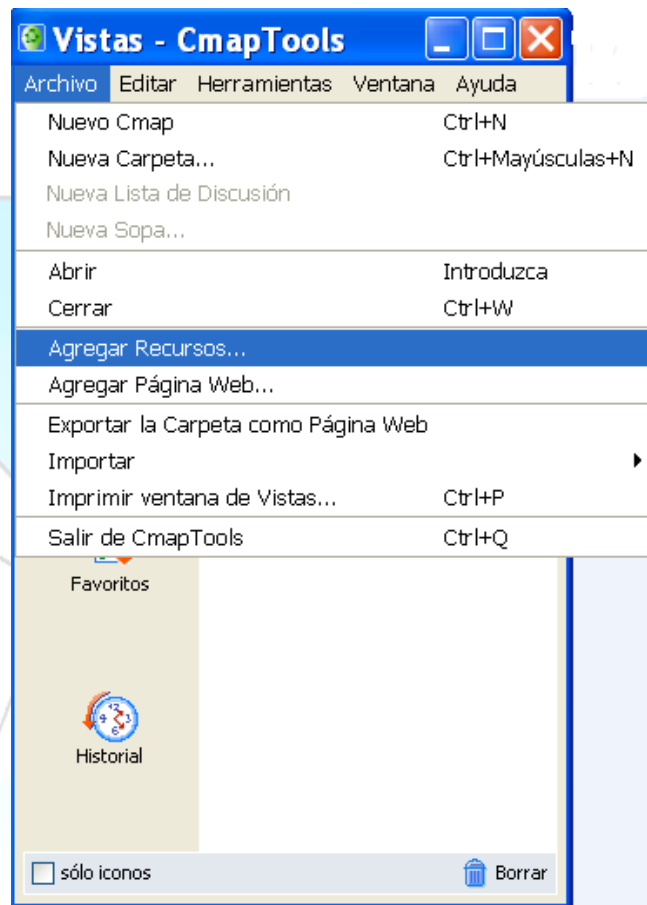 Vistas - CmapTools
Archivo Editar Herramientas Ventana Ayuda
Nuevo Cmap Ctrl+N
Nueva Carpeta... Ctrl+Mayúsculas+N
Nueva Lista de Discusión
Nueva Sopa...
Abrir Introduzca
Cerrar Ctrl+W
Agregar Recursos...
Agregar Página Web...
Exportar la Carpeta como Página Web
Importar
Imprimir ventana de Vistas... Ctrl+P
Salir de CmapTools Ctrl+Q
Favoritos
Historial
sólo iconos Borrar